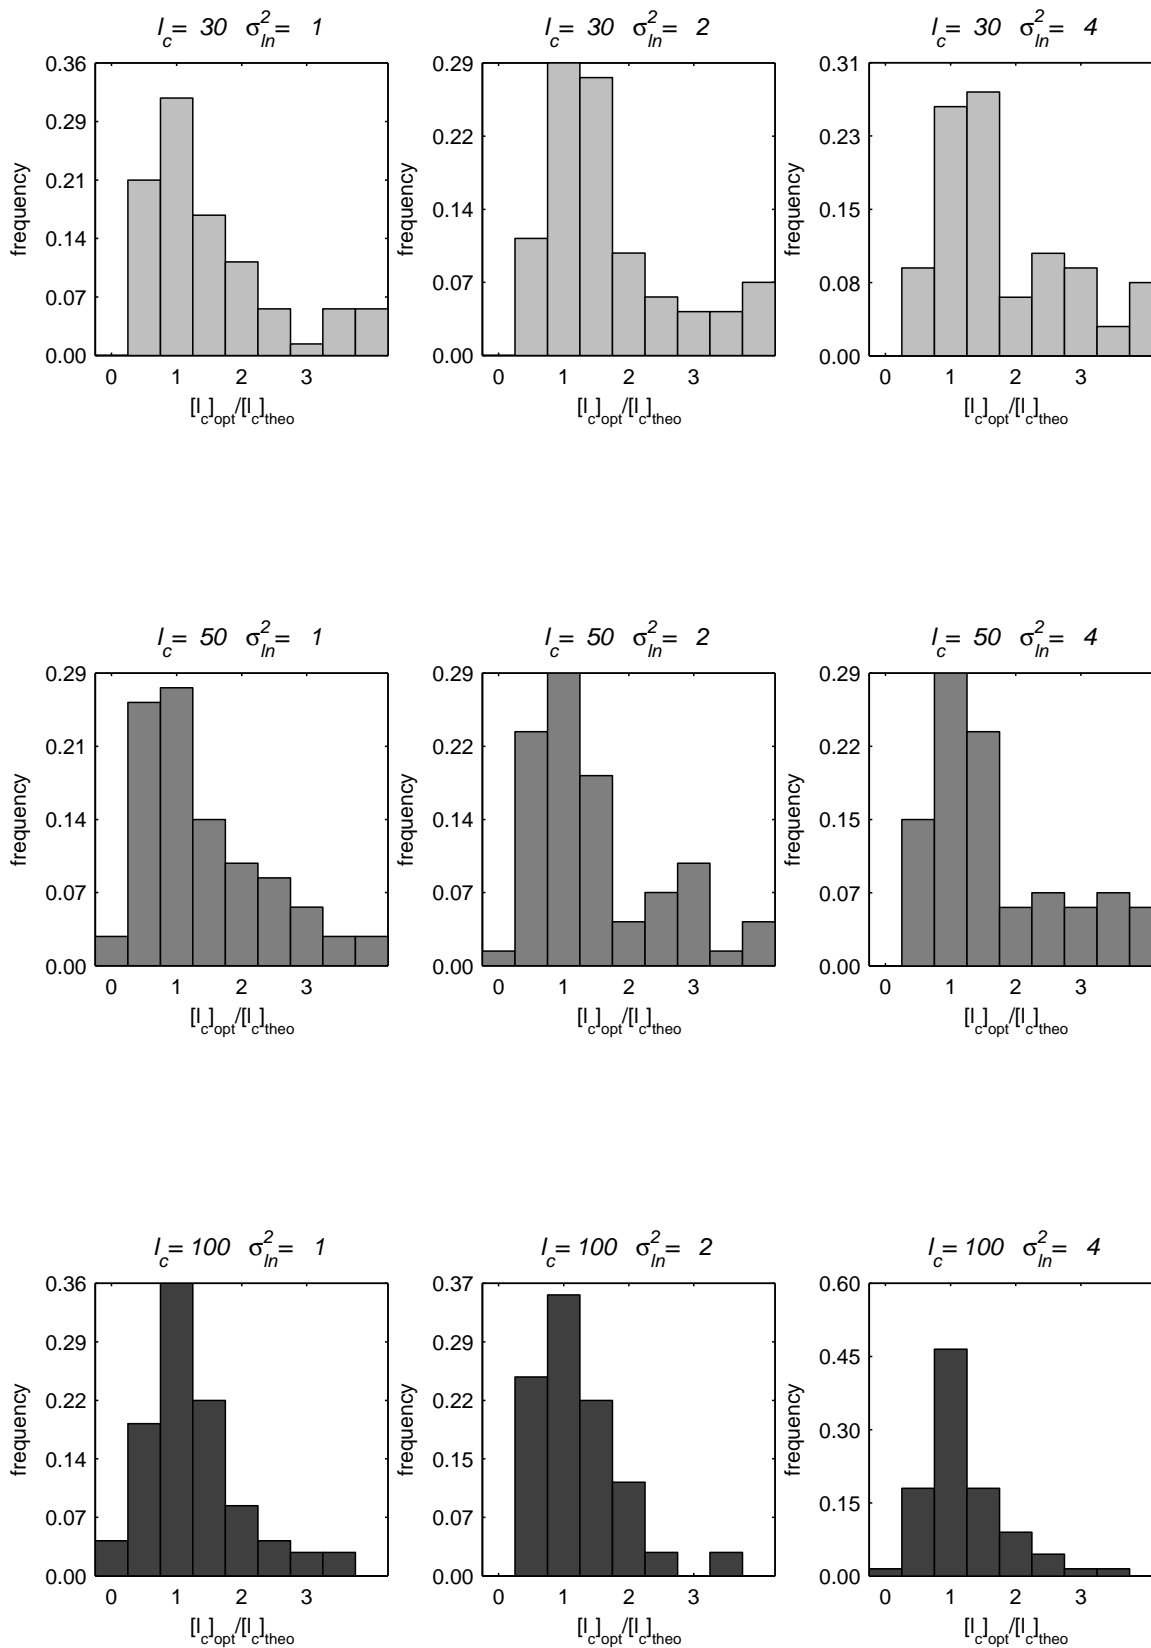 l_c= 30 σ²_ln= 1
l_c= 30 σ²_ln= 2
l_c= 30 σ²_ln= 4
0.36
0.29
0.21
0.14
0.07
0.00
frequency
0 1 2 3
[l_c]_opt/[l_c]_theo
0.29
0.22
0.14
0.07
0.00
frequency
0 1 2 3
[l_c]_opt/[l_c]_theo
0.31
0.23
0.15
0.08
0.00
frequency
0 1 2 3
[l_c]_opt/[l_c]_theo
l_c= 50 σ²_ln= 1
l_c= 50 σ²_ln= 2
l_c= 50 σ²_ln= 4
0.29
0.21
0.14
0.07
0.00
frequency
0 1 2 3
[l_c]_opt/[l_c]_theo
0.29
0.22
0.14
0.07
0.00
frequency
0 1 2 3
[l_c]_opt/[l_c]_theo
0.29
0.22
0.15
0.07
0.00
frequency
0 1 2 3
[l_c]_opt/[l_c]_theo
l_c= 100 σ²_ln= 1
l_c= 100 σ²_ln= 2
l_c= 100 σ²_ln= 4
0.36
0.29
0.22
0.14
0.07
0.00
frequency
0 1 2 3
[l_c]_opt/[l_c]_theo
0.37
0.29
0.22
0.15
0.07
0.00
frequency
0 1 2 3
[l_c]_opt/[l_c]_theo
0.60
0.45
0.30
0.15
0.00
frequency
0 1 2 3
[l_c]_opt/[l_c]_theo